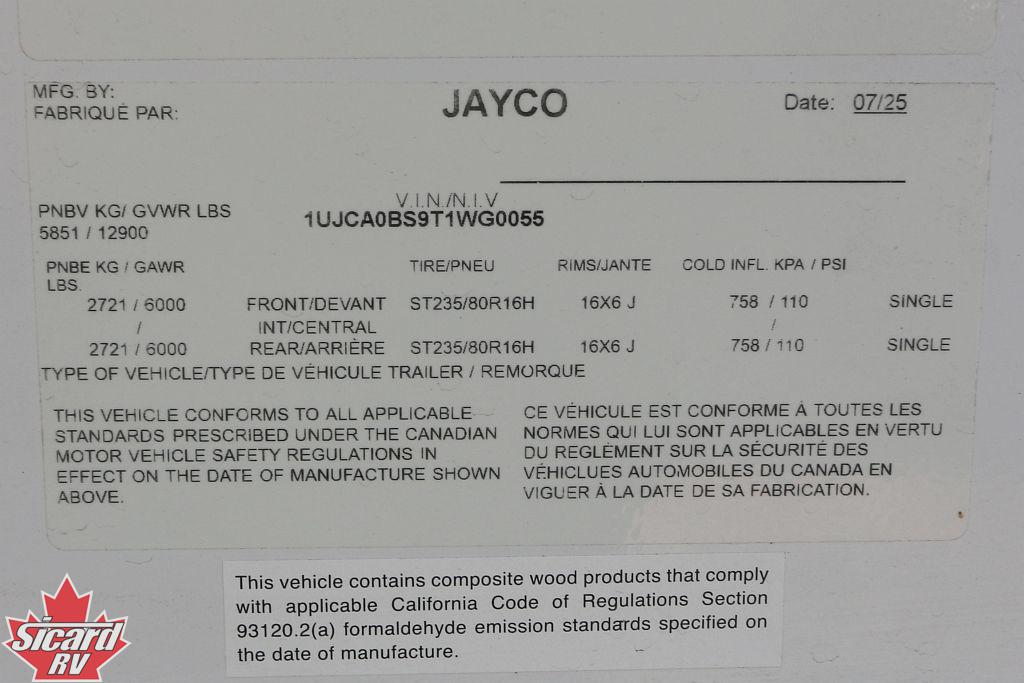 MFG. BY:
FABRIQUÉ PAR:
JAYCO
Date: 07/25
V.I.N./N.I.V
PNBV KG/ GVWR LBS
1UJCA0BS9T1WG0055
5851 / 12900
PNBE KG / GAWR LBS. TIRE/PNEU RIMS/JANTE COLD INFL. KPA / PSI
2721 / 6000 FRONT/DEVANT ST235/80R16H 16X6 J 758 / 110 SINGLE
/ INT/CENTRAL /
2721 / 6000 REAR/ARRIÈRE ST235/80R16H 16X6 J 758 / 110 SINGLE
TYPE OF VEHICLE/TYPE DE VÉHICULE TRAILER / REMORQUE
THIS VEHICLE CONFORMS TO ALL APPLICABLE
STANDARDS PRESCRIBED UNDER THE CANADIAN
MOTOR VEHICLE SAFETY REGULATIONS IN
EFFECT ON THE DATE OF MANUFACTURE SHOWN
ABOVE.
CE VÉHICULE EST CONFORME À TOUTES LES
NORMES QUI LUI SONT APPLICABLES EN VERTU
DU REGLÈMENT SUR LA SÉCURITÉ DES
VÉHICLUES AUTOMOBILES DU CANADA EN
VIGUER À LA DATE DE SA FABRICATION.
This vehicle contains composite wood products that comply
with applicable California Code of Regulations Section
93120.2(a) formaldehyde emission standards specified on
the date of manufacture.
Sicard
RV